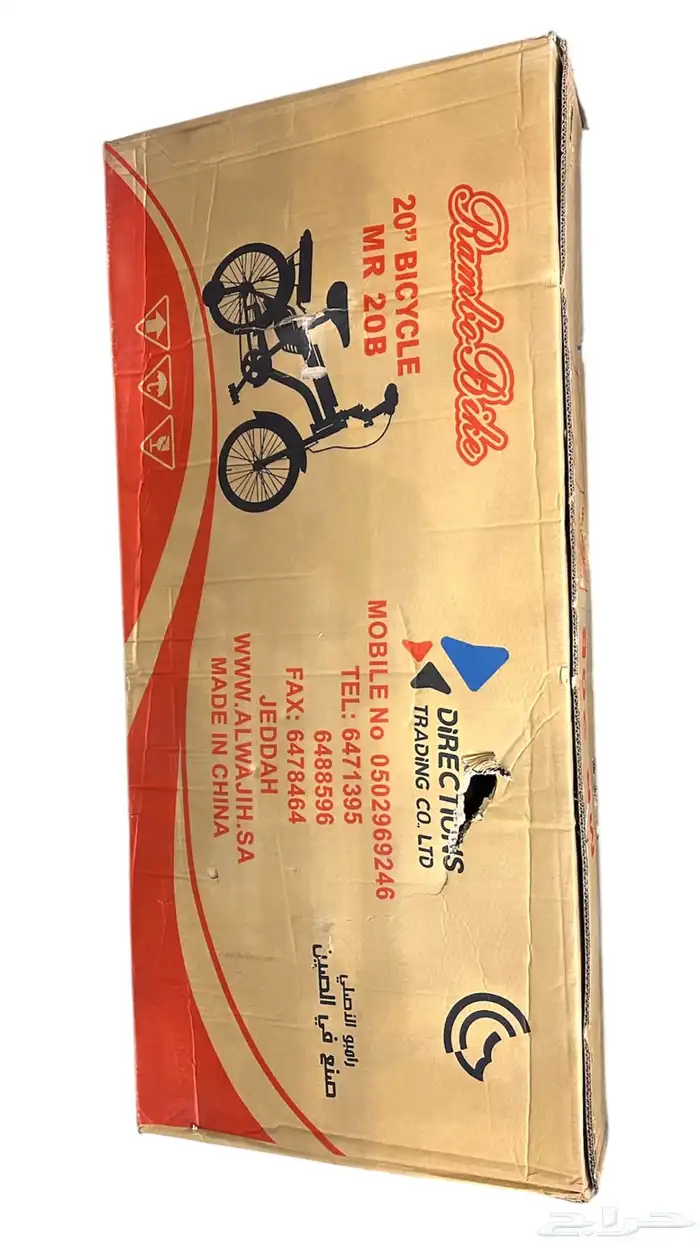 Rambo Bike
20” BICYCLE
MR 20B
DiRECTIONS
TRADiNG CO. LTD
MOBILE No 0502969246
TEL: 6471395
6488596
FAX: 6478464
JEDDAH
WWW.ALWAJIH.SA
MADE IN CHINA
رامبو الأصلي
صنع في الصين
حراج